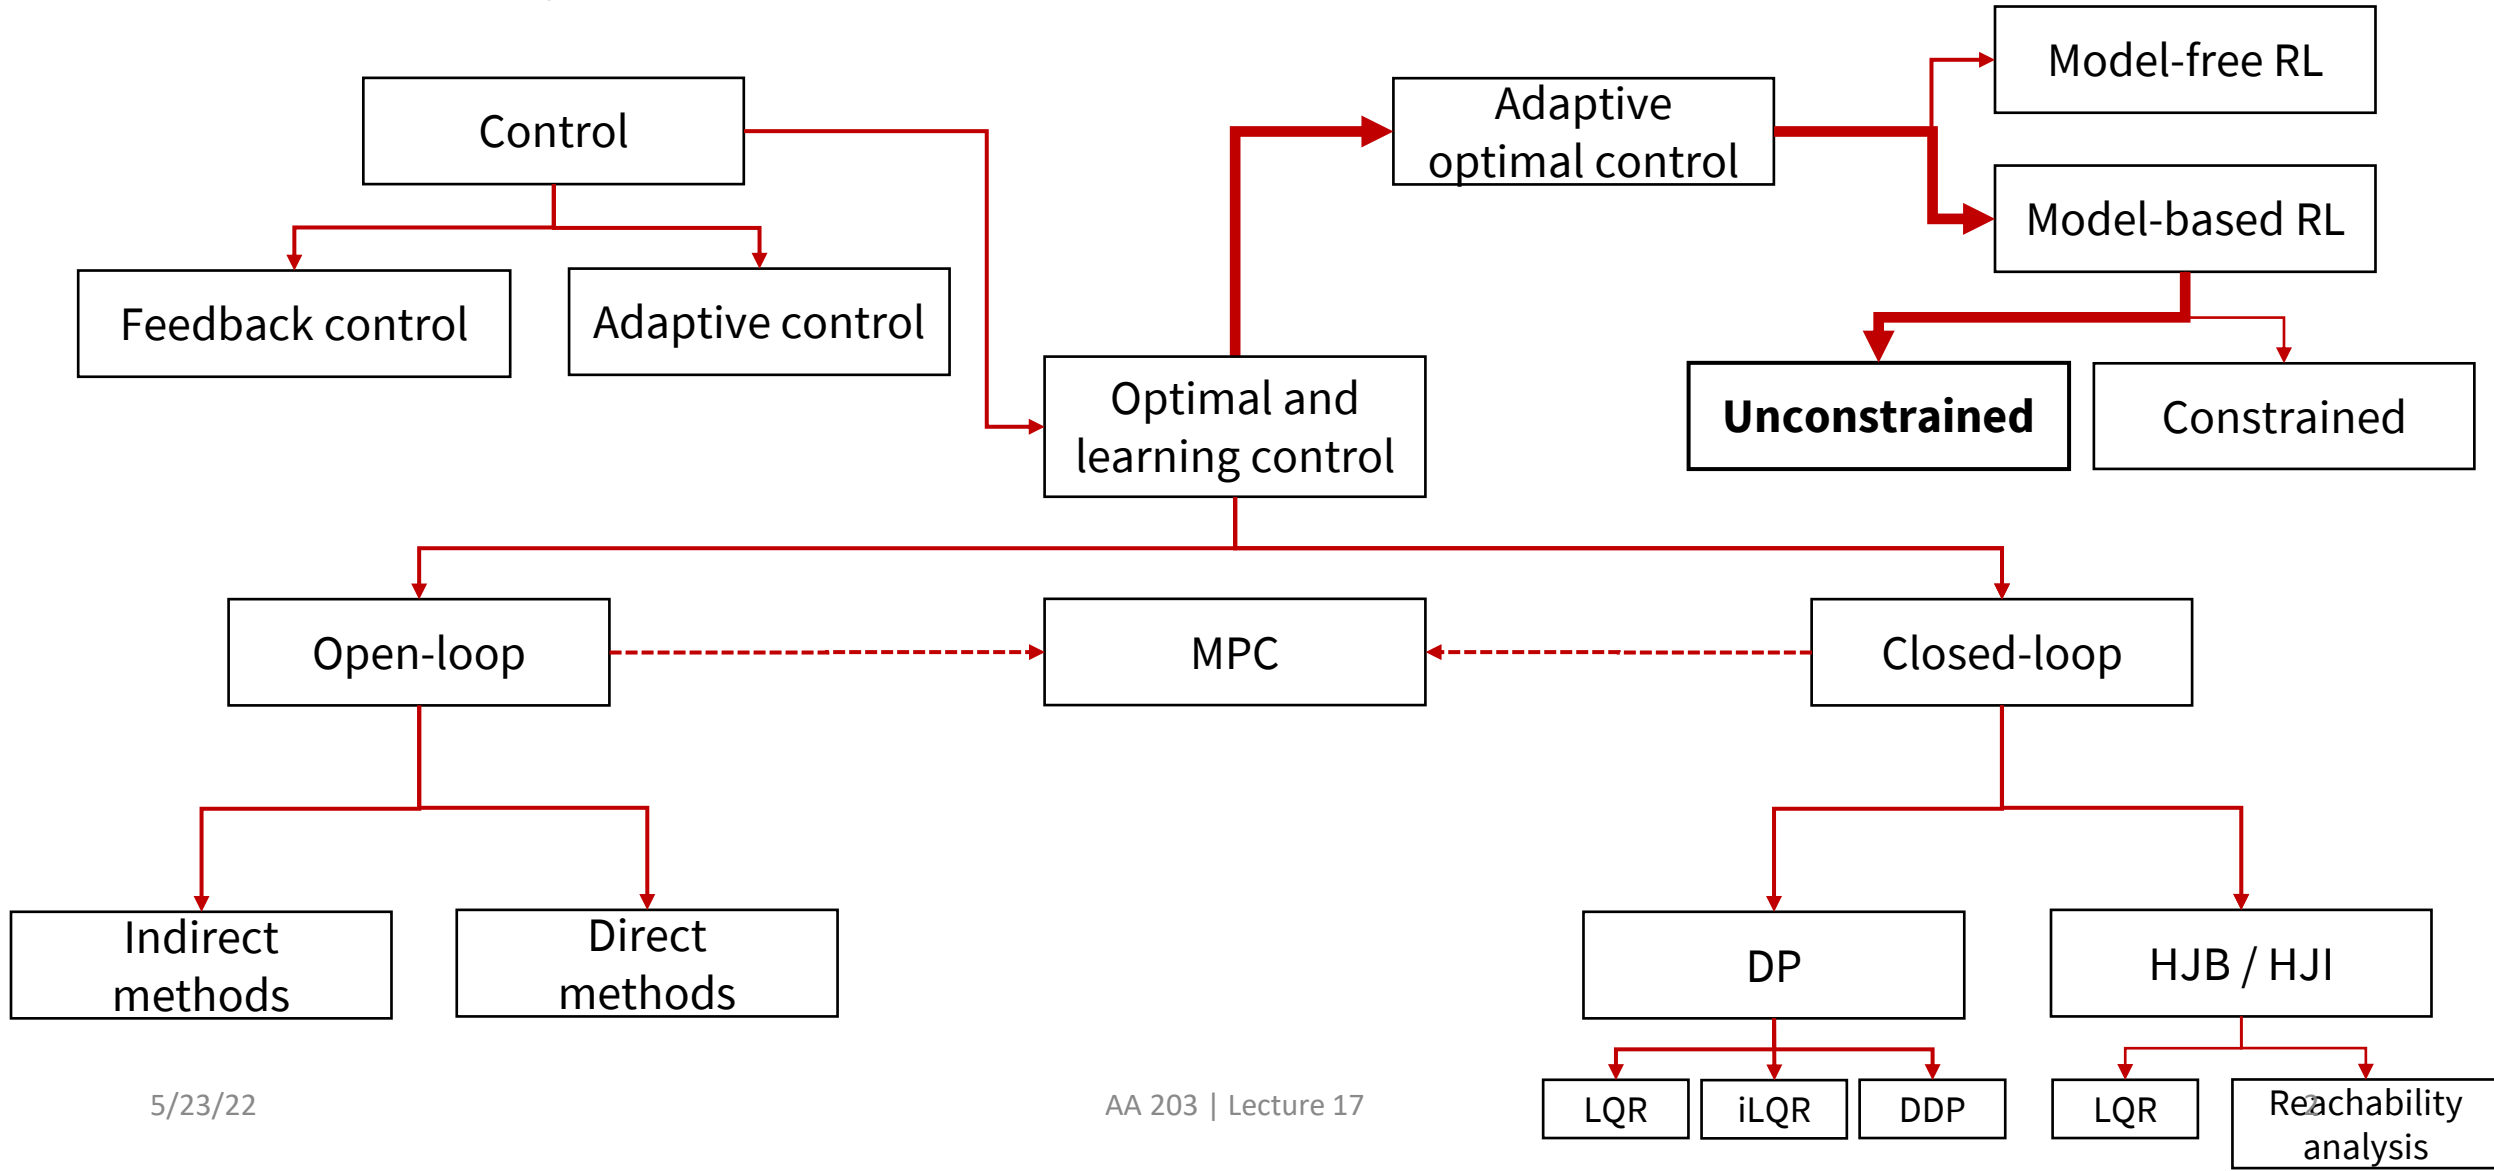 Model-free RL
Control
Adaptive
optimal control
Model-based RL
Feedback control
Adaptive control
Optimal and
learning control
Unconstrained
Constrained
Open-loop
MPC
Closed-loop
Indirect
methods
Direct
methods
DP
HJB / HJI
LQR
iLQR
DDP
LQR
Reachability
analysis
5/23/22
AA 203 | Lecture 17
2